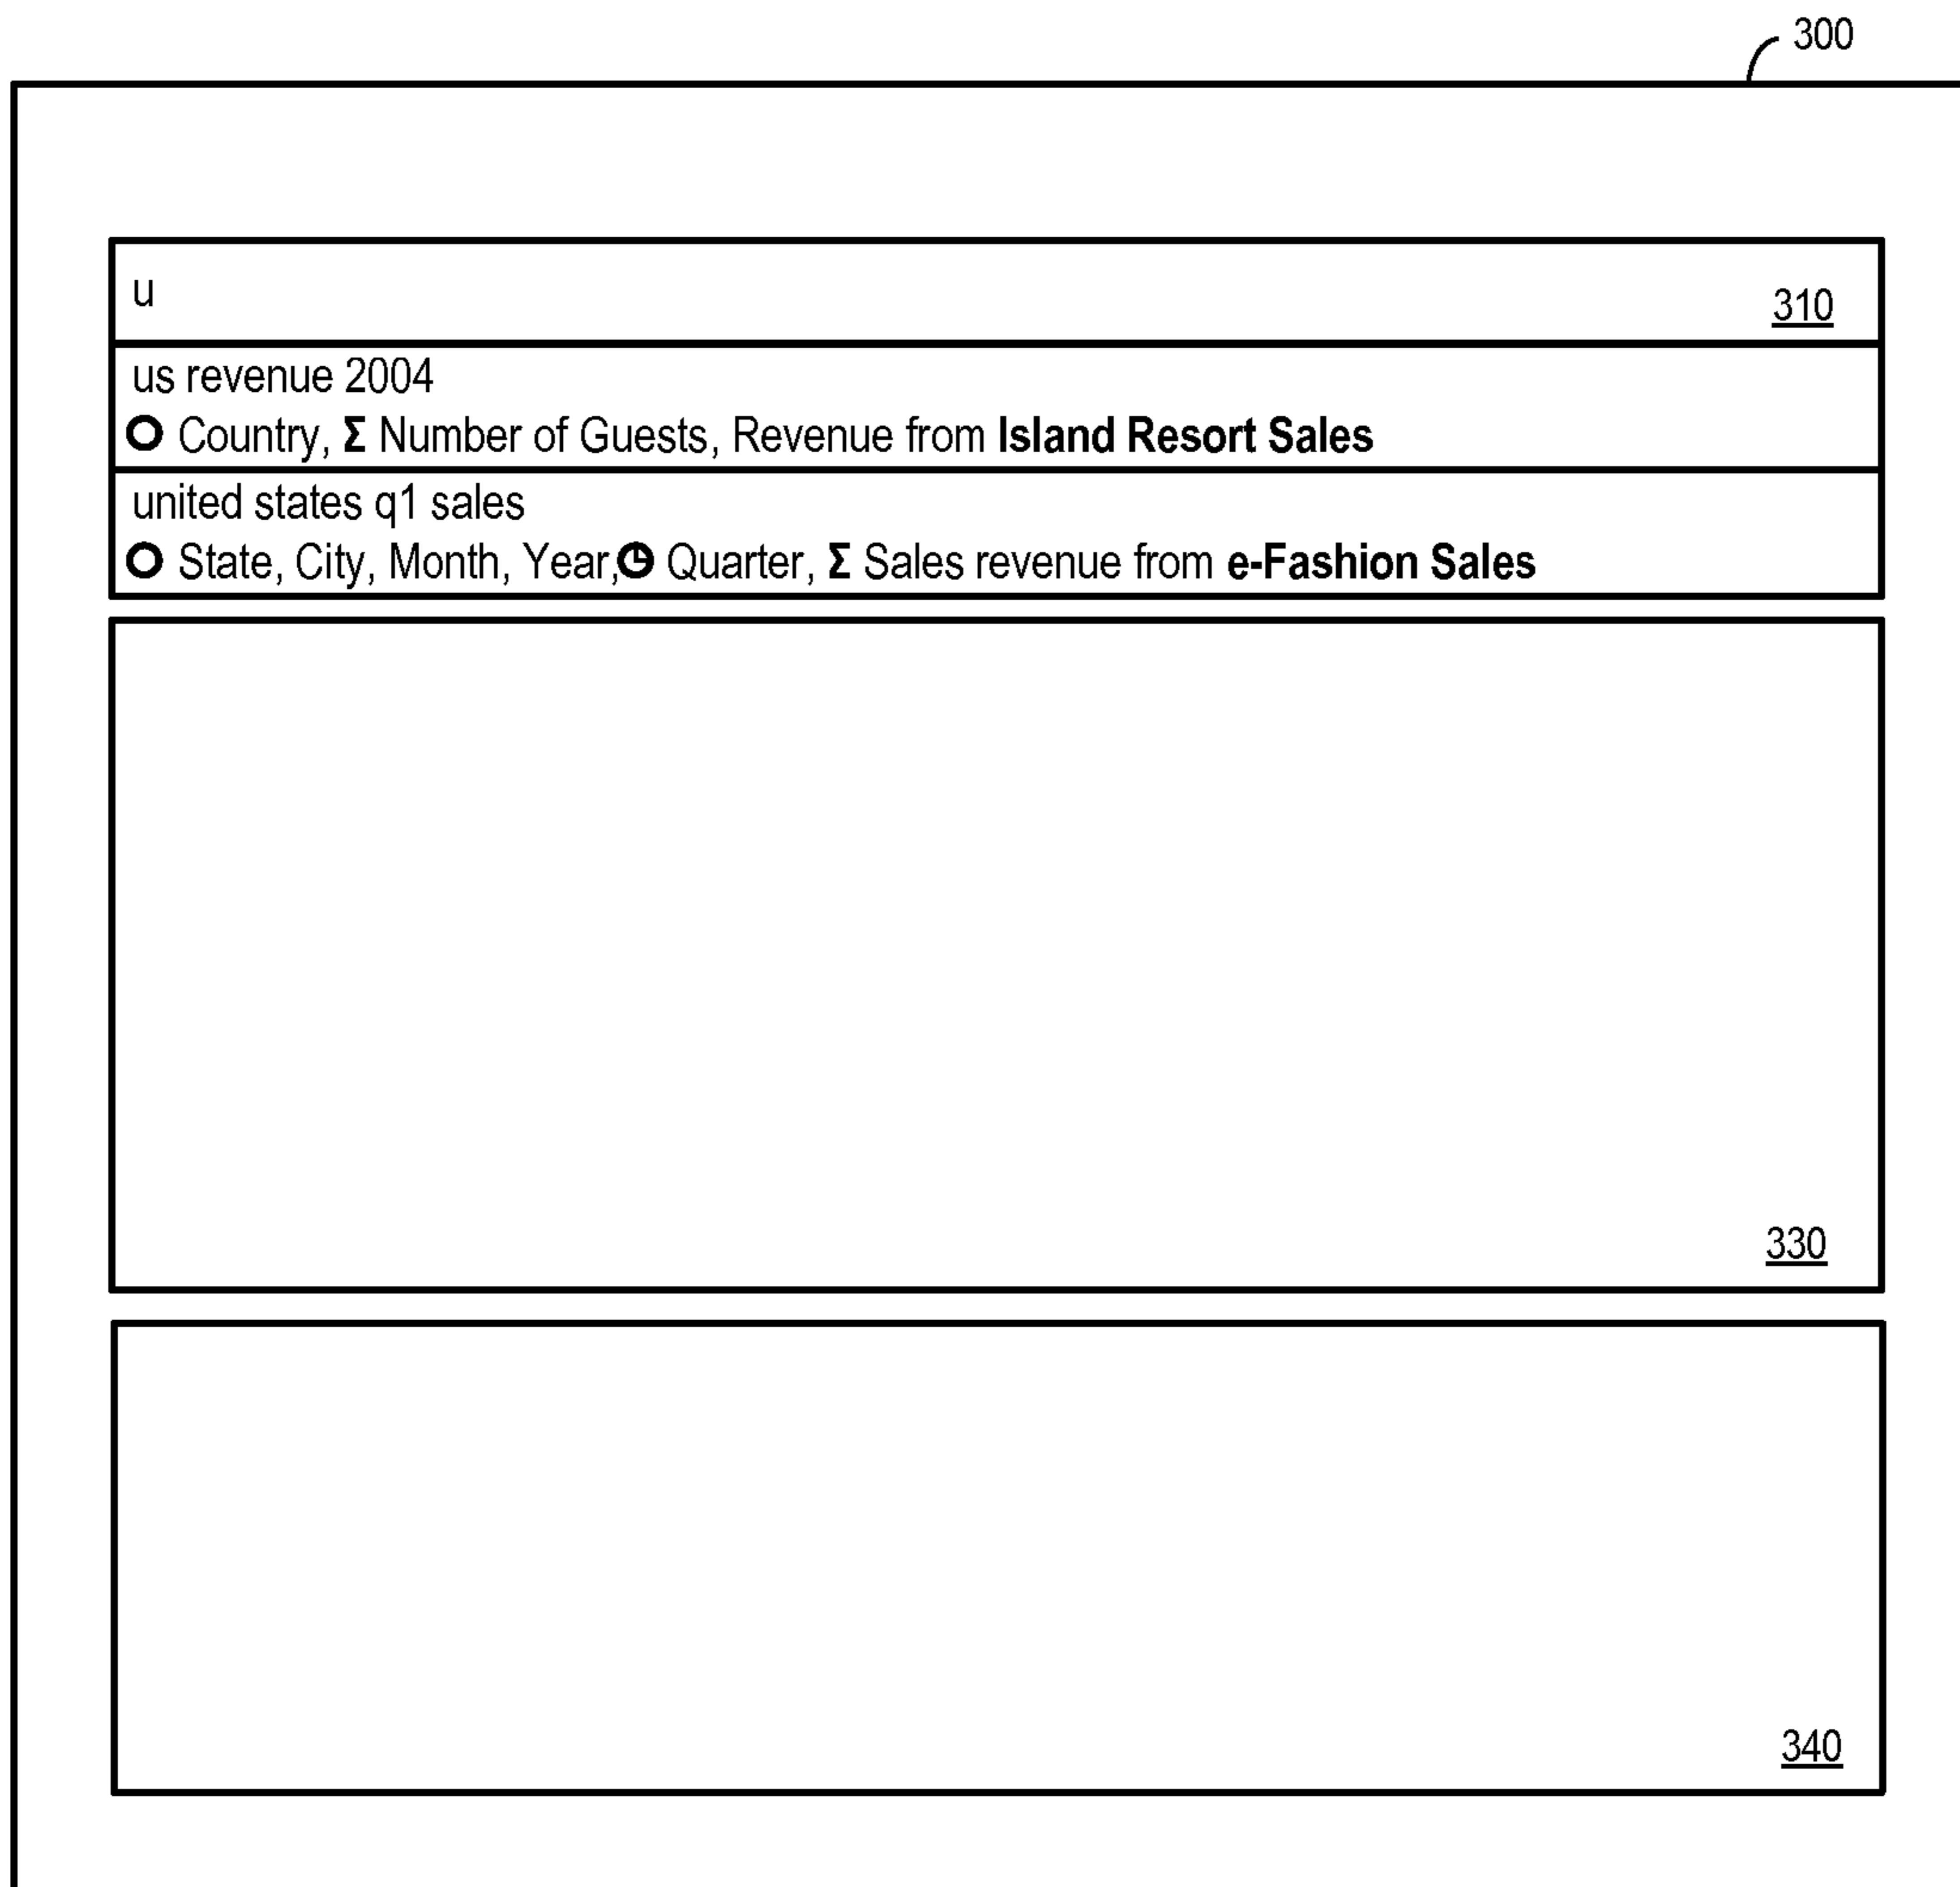 300
u
310
us revenue 2004
Country, Σ Number of Guests, Revenue from Island Resort Sales
united states q1 sales
State, City, Month, Year, Quarter, Σ Sales revenue from e-Fashion Sales
330
340